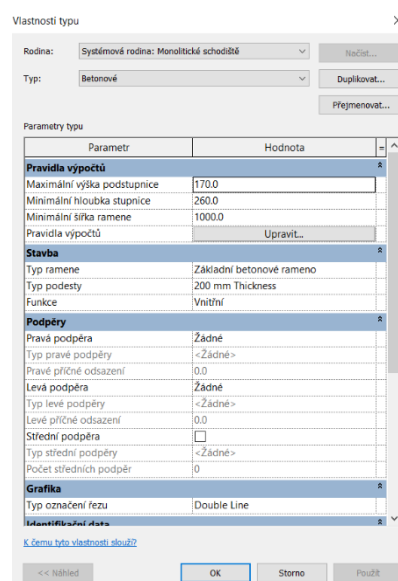 Vlastnosti typu
Rodina: Systémová rodina: Monolitické schodiště Načíst...
Typ: Betonové Duplikovat...
Přejmenovat...
Parametry typu
Parametr Hodnota =
Pravidla výpočtů
Maximální výška podstupnice 170.0
Minimální hloubka stupnice 260.0
Minimální šířka ramene 1000.0
Pravidla výpočtů Upravit...
Stavba
Typ ramene Základní betonové rameno
Typ podesty 200 mm Thickness
Funkce Vnitřní
Podpěry
Pravá podpěra Žádné
Typ pravé podpěry <Žádné>
Pravé příčné odsazení 0.0
Levá podpěra Žádné
Typ levé podpěry <Žádné>
Levé příčné odsazení 0.0
Střední podpěra
Typ střední podpěry <Žádné>
Počet středních podpěr 0
Grafika
Typ označení řezu Double Line
Identifikační data
K čemu tyto vlastnosti slouží?
<< Náhled OK Storno Použít